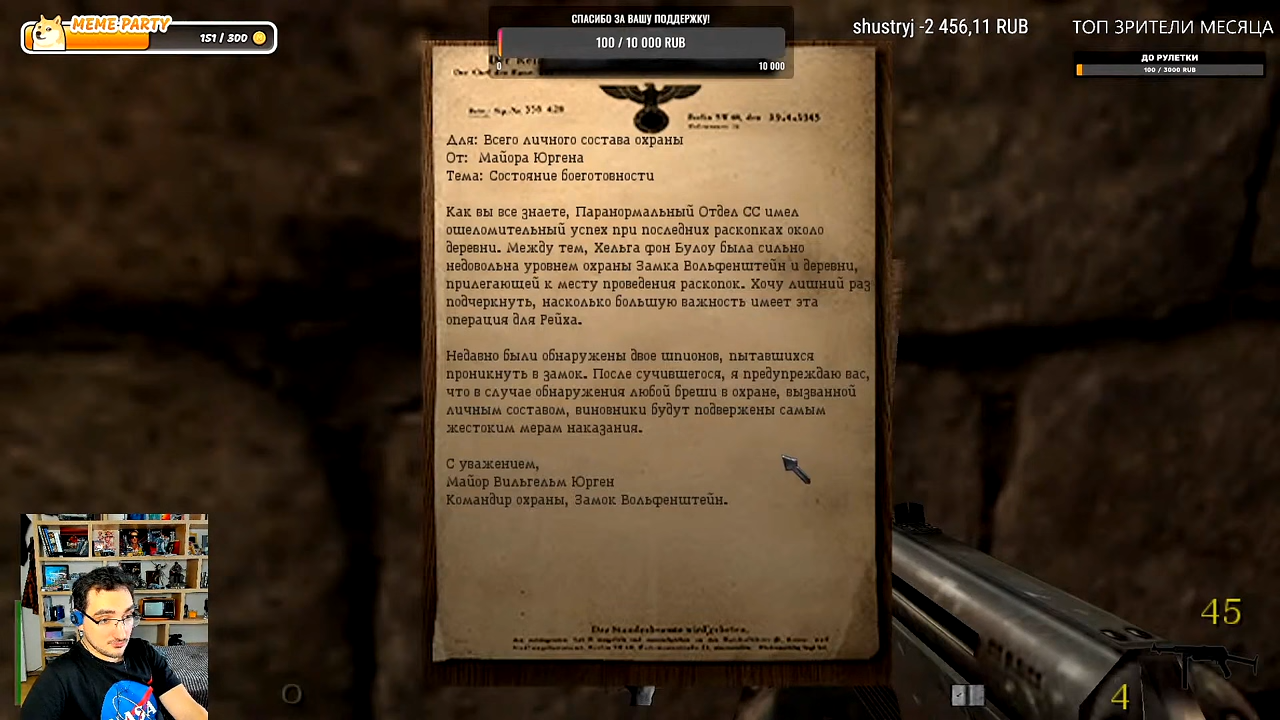 MEME PARTY
151 / 300
СПАСИБО ЗА ВАШУ ПОДДЕРЖКУ!
100 / 10 000 RUB
0
10 000
shustryj -2 456,11 RUB
ТОП ЗРИТЕЛИ МЕСЯЦА
ДО РУЛЕТКИ
100 / 3000 RUB
Для: Всего личного состава охраны
От: Майора Юргена
Тема: Состояние боеготовности
Как вы все знаете, Паранормальный Отдел СС имел
ошеломительный успех при последних раскопках около
деревни. Между тем, Хельга фон Булоу была сильно
недовольна уровнем охраны Замка Вольфенштейн и деревни,
прилегающей к месту проведения раскопок. Хочу лишний раз
подчеркнуть, насколько большую важность имеет эта
операция для Рейха.
Недавно были обнаружены двое шпионов, пытавшихся
проникнуть в замок. После сучившегося, я предупреждаю вас,
что в случае обнаружения любой бреши в охране, вызванной
личным составом, виновники будут подвержены самым
жестоким мерам наказания.
С уважением,
Майор Вильгельм Юрген
Командир охраны, Замок Вольфенштейн.
45
4